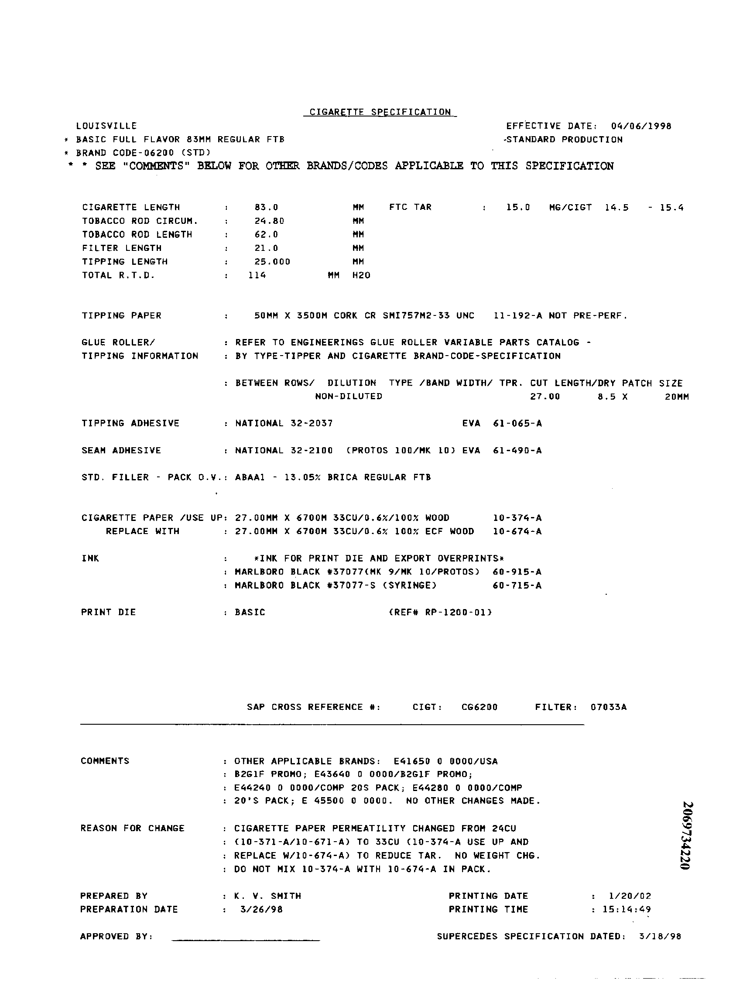 CIGARETTE SPECIFICATION
LOUISVILLE EFFECTIVE DATE: 04/06/1998
* BASIC FULL FLAVOR 83MM REGULAR FTB -STANDARD PRODUCTION
* BRAND CODE-06200 (STD)
* * SEE "COMMENTS" BELOW FOR OTHER BRANDS/CODES APPLICABLE TO THIS SPECIFICATION
CIGARETTE LENGTH : 83.0 MM FTC TAR : 15.0 MG/CIGT 14.5 - 15.4
TOBACCO ROD CIRCUM. : 24.80 MM
TOBACCO ROD LENGTH : 62.0 MM
FILTER LENGTH : 21.0 MM
TIPPING LENGTH : 25.000 MM
TOTAL R.T.D. : 114 MM H2O
TIPPING PAPER : 50MM X 3500M CORK CR SMI757M2-33 UNC 11-192-A NOT PRE-PERF.
GLUE ROLLER/ : REFER TO ENGINEERINGS GLUE ROLLER VARIABLE PARTS CATALOG -
TIPPING INFORMATION : BY TYPE-TIPPER AND CIGARETTE BRAND-CODE-SPECIFICATION
: BETWEEN ROWS/ DILUTION TYPE /BAND WIDTH/ TPR. CUT LENGTH/DRY PATCH SIZE
NON-DILUTED 27.00 8.5 X 20MM
TIPPING ADHESIVE : NATIONAL 32-2037 EVA 61-065-A
SEAM ADHESIVE : NATIONAL 32-2100 (PROTOS 100/MK 10) EVA 61-490-A
STD. FILLER - PACK O.V.: ABAA1 - 13.05% BRICA REGULAR FTB
CIGARETTE PAPER /USE UP: 27.00MM X 6700M 33CU/0.6%/100% WOOD 10-374-A
REPLACE WITH : 27.00MM X 6700M 33CU/0.6% 100% ECF WOOD 10-674-A
INK : *INK FOR PRINT DIE AND EXPORT OVERPRINTS*
: MARLBORO BLACK #37077(MK 9/MK 10/PROTOS) 60-915-A
: MARLBORO BLACK #37077-S (SYRINGE) 60-715-A
PRINT DIE : BASIC (REF# RP-1200-01)
SAP CROSS REFERENCE #: CIGT: CG6200 FILTER: 07033A
COMMENTS : OTHER APPLICABLE BRANDS: E41650 0 0000/USA
: B2G1F PROMO; E43640 0 0000/B2G1F PROMO;
: E44240 0 0000/COMP 20S PACK; E44280 0 0000/COMP
: 20'S PACK; E 45500 0 0000. NO OTHER CHANGES MADE.
REASON FOR CHANGE : CIGARETTE PAPER PERMEATILITY CHANGED FROM 24CU
: (10-371-A/10-671-A) TO 33CU (10-374-A USE UP AND
: REPLACE W/10-674-A) TO REDUCE TAR. NO WEIGHT CHG.
: DO NOT MIX 10-374-A WITH 10-674-A IN PACK.
PREPARED BY : K. V. SMITH PRINTING DATE : 1/20/02
PREPARATION DATE : 3/26/98 PRINTING TIME : 15:14:49
APPROVED BY: SUPERCEDES SPECIFICATION DATED: 3/18/98
2069734220